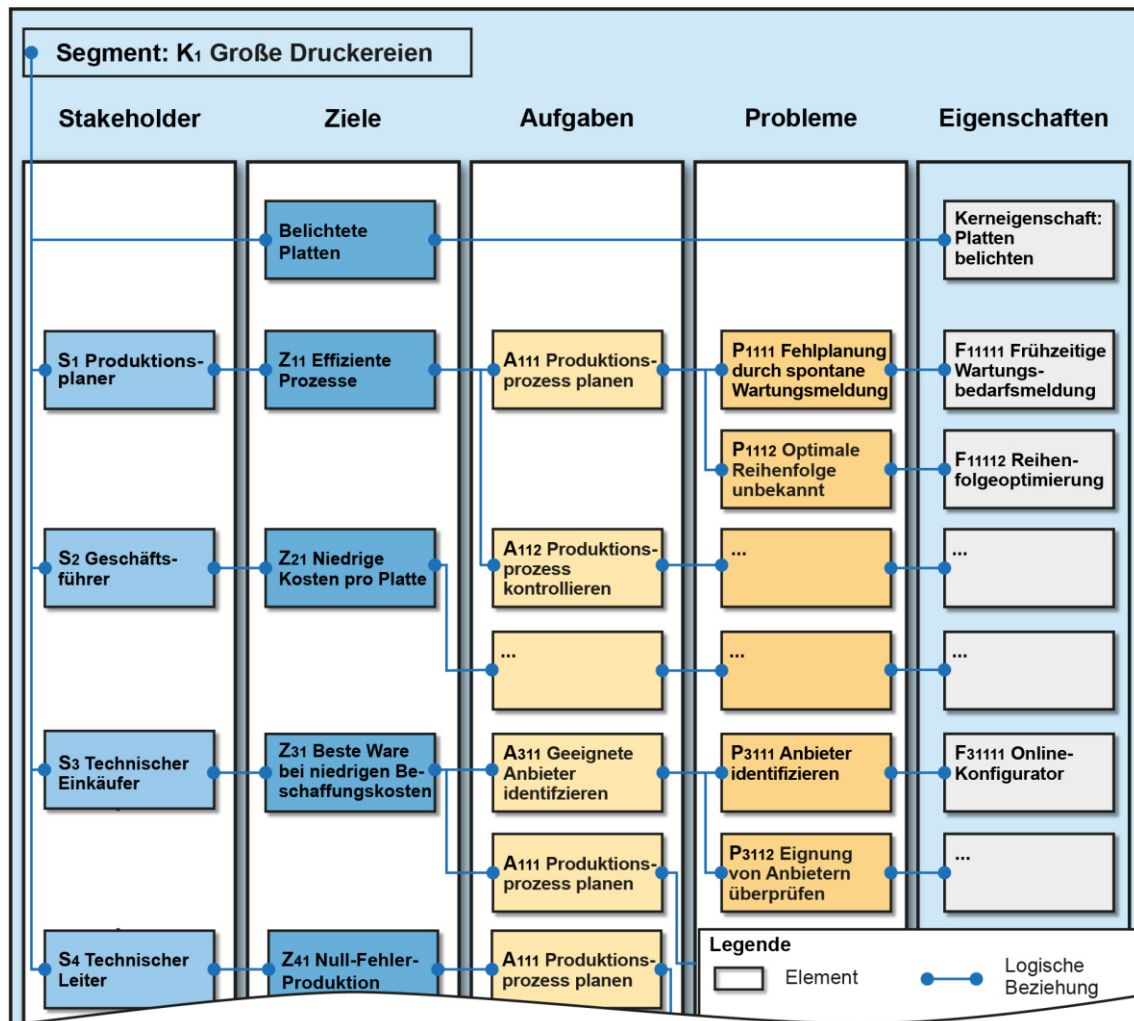 Segment: K1 Große Druckereien
Stakeholder
Ziele
Aufgaben
Probleme
Eigenschaften
Belichtete
Platten
Kerneigenschaft:
Platten
belichten
S1 Produktions-
planer
Z11 Effiziente
Prozesse
A111 Produktions-
prozess planen
P1111 Fehlplanung
durch spontane
Wartungsmeldung
F11111 Frühzeitige
Wartungs-
bedarfsmeldung
P1112 Optimale
Reihenfolge
unbekannt
F11112 Reihen-
folgeoptimierung
S2 Geschäfts-
führer
Z21 Niedrige
Kosten pro Platte
A112 Produktions-
prozess
kontrollieren
...
...
...
...
...
S3 Technischer
Einkäufer
Z31 Beste Ware
bei niedrigen Be-
schaffungskosten
A311 Geeignete
Anbieter
identifzieren
P3111 Anbieter
identifizieren
F31111 Online-
Konfigurator
A111 Produktions-
prozess planen
P3112 Eignung
von Anbietern
überprüfen
...
S4 Technischer
Leiter
Z41 Null-Fehler-
Produktion
A111 Produktions-
prozess planen
Legende
Element
Logische
Beziehung